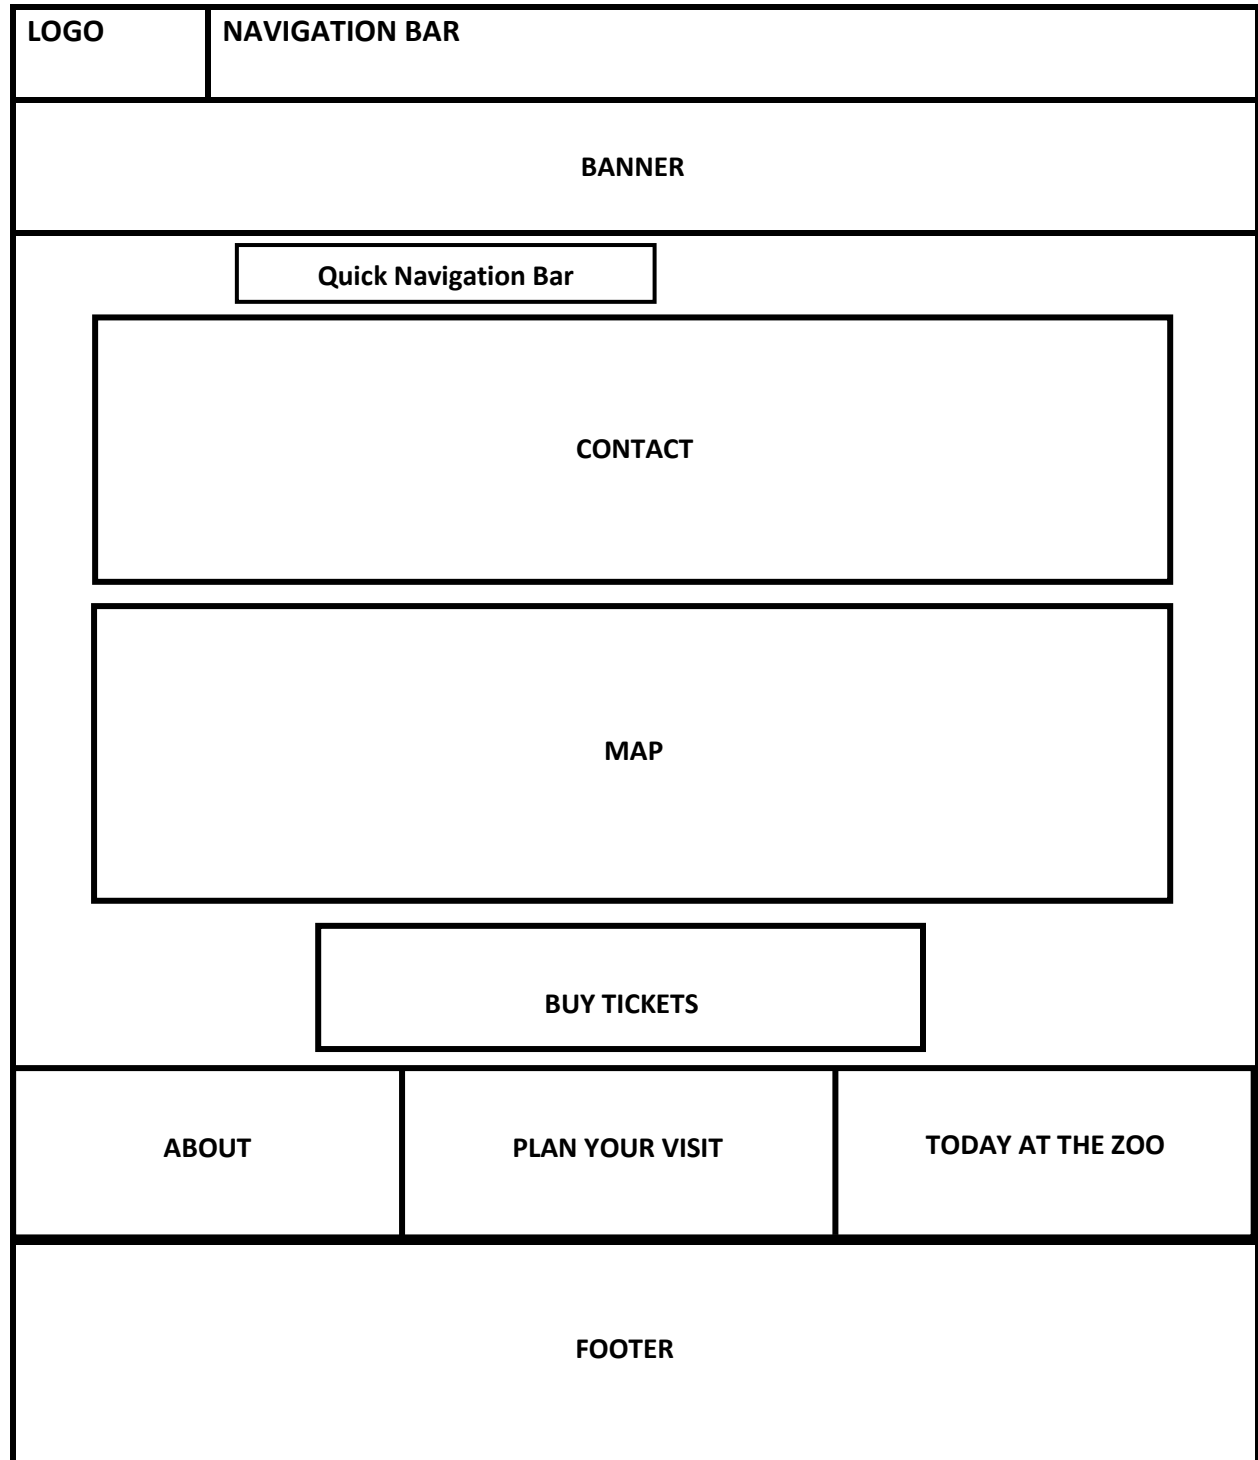 LOGO
NAVIGATION BAR
BANNER
Quick Navigation Bar
CONTACT
MAP
BUY TICKETS
ABOUT
PLAN YOUR VISIT
TODAY AT THE ZOO
FOOTER